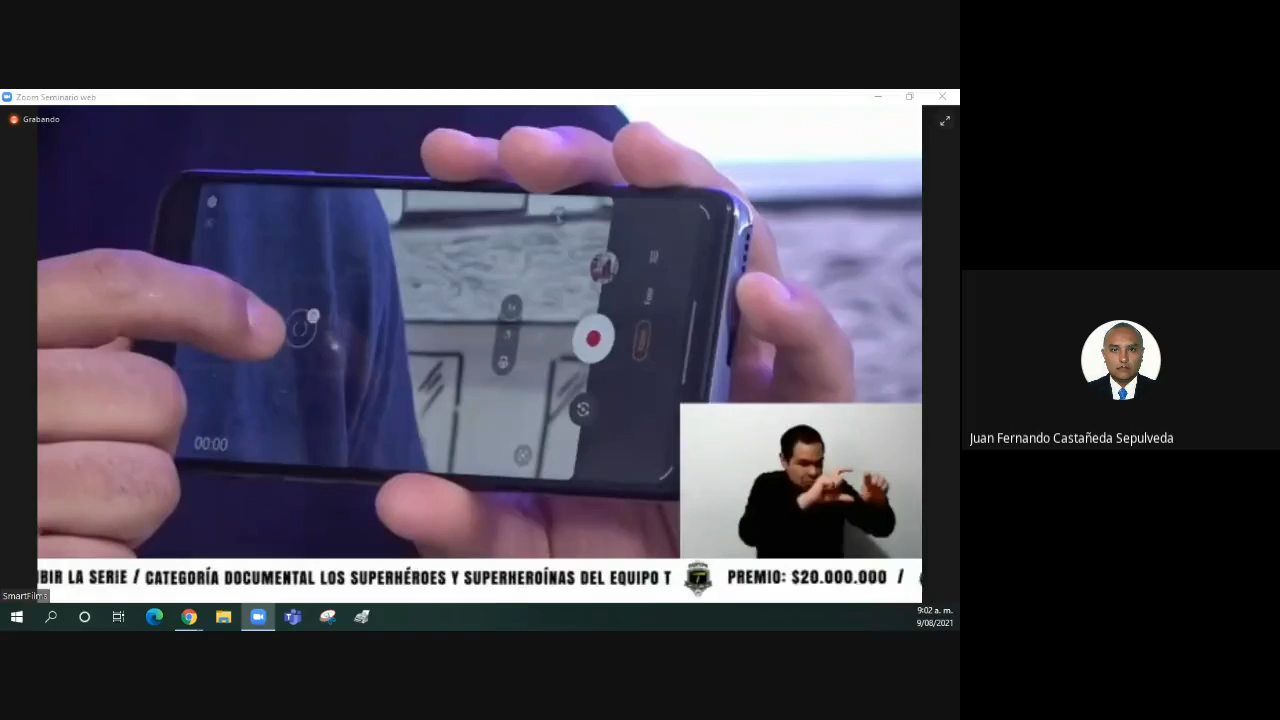 Zoom Seminario web
Grabando
00:00
BIR LA SERIE / CATEGORÍA DOCUMENTAL LOS SUPERHÉROES Y SUPERHEROÍNAS DEL EQUIPO T
PREMIO: $20.000.000 /
SmartFilms
9:02 a. m.
9/08/2021
Juan Fernando Castañeda Sepulveda